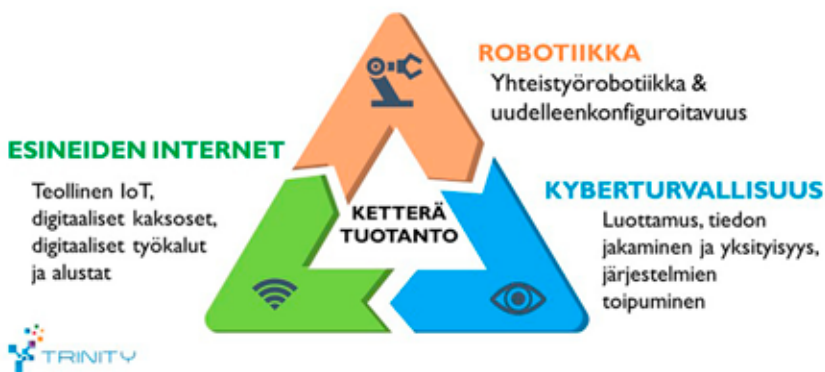 ROBOTIIKKA
Yhteistyörobotiikka &
uudelleenkonfiguroitavuus
ESINEIDEN INTERNET
Teollinen IoT,
digitaaliset kaksoset,
digitaaliset työkalut
ja alustat
KETTERÄ
TUOTANTO
KYBERTURVALLISUUS
Luottamus, tiedon
jakaminen ja yksityisyys,
järjestelmien
toipuminen
TRINITY